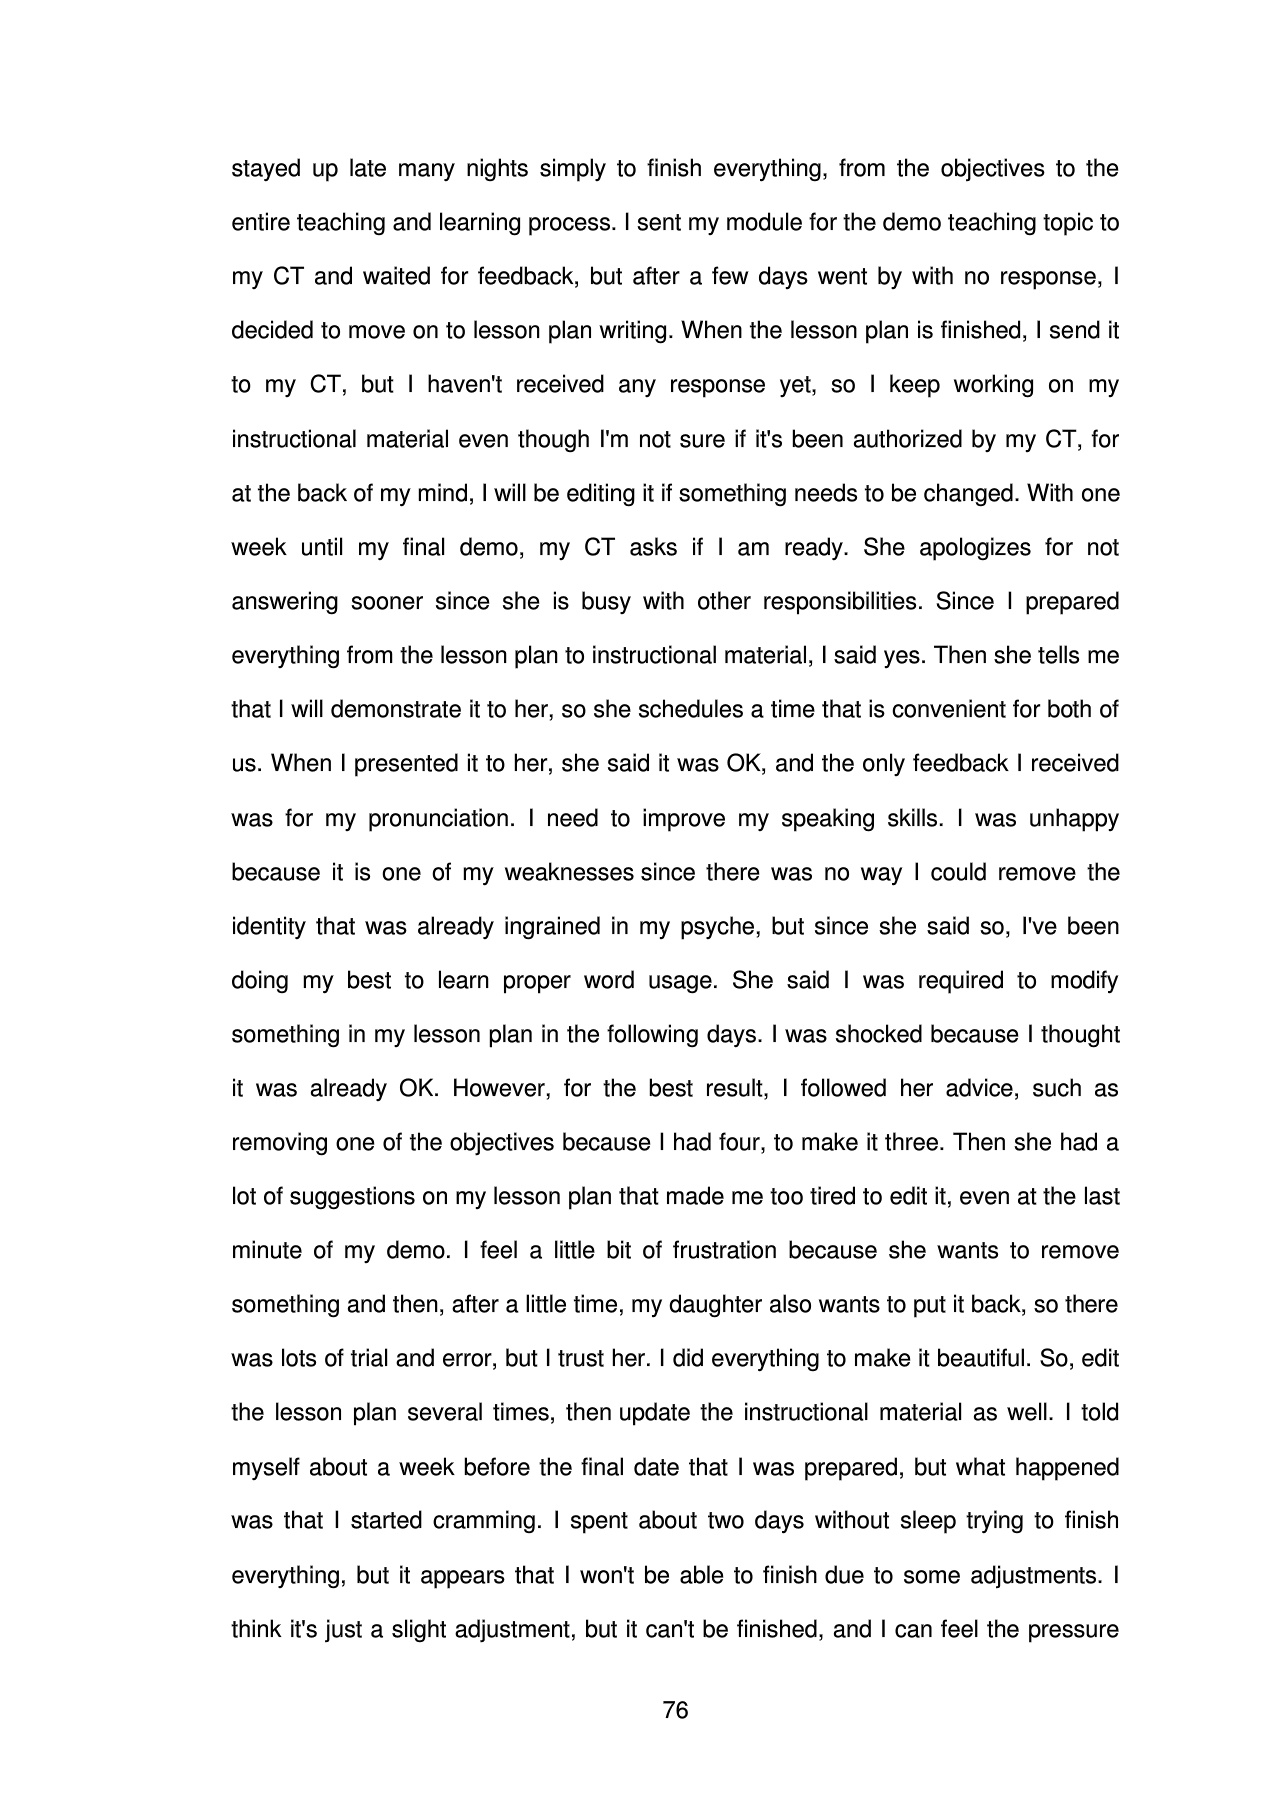 stayed up late many nights simply to finish everything, from the objectives to the
entire teaching and learning process. I sent my module for the demo teaching topic to
my CT and waited for feedback, but after a few days went by with no response, I
decided to move on to lesson plan writing. When the lesson plan is finished, I send it
to my CT, but I haven't received any response yet, so I keep working on my
instructional material even though I'm not sure if it's been authorized by my CT, for
at the back of my mind, I will be editing it if something needs to be changed. With one
week until my final demo, my CT asks if I am ready. She apologizes for not
answering sooner since she is busy with other responsibilities. Since I prepared
everything from the lesson plan to instructional material, I said yes. Then she tells me
that I will demonstrate it to her, so she schedules a time that is convenient for both of
us. When I presented it to her, she said it was OK, and the only feedback I received
was for my pronunciation. I need to improve my speaking skills. I was unhappy
because it is one of my weaknesses since there was no way I could remove the
identity that was already ingrained in my psyche, but since she said so, I've been
doing my best to learn proper word usage. She said I was required to modify
something in my lesson plan in the following days. I was shocked because I thought
it was already OK. However, for the best result, I followed her advice, such as
removing one of the objectives because I had four, to make it three. Then she had a
lot of suggestions on my lesson plan that made me too tired to edit it, even at the last
minute of my demo. I feel a little bit of frustration because she wants to remove
something and then, after a little time, my daughter also wants to put it back, so there
was lots of trial and error, but I trust her. I did everything to make it beautiful. So, edit
the lesson plan several times, then update the instructional material as well. I told
myself about a week before the final date that I was prepared, but what happened
was that I started cramming. I spent about two days without sleep trying to finish
everything, but it appears that I won't be able to finish due to some adjustments. I
think it's just a slight adjustment, but it can't be finished, and I can feel the pressure
76